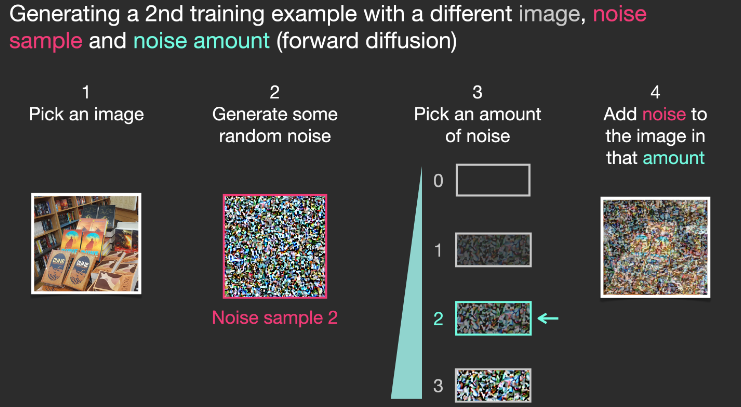 Generating a 2nd training example with a different image, noise
sample and noise amount (forward diffusion)
1
Pick an image
2
Generate some
random noise
Noise sample 2
3
Pick an amount
of noise
0
1
2
3
4
Add noise to
the image in
that amount